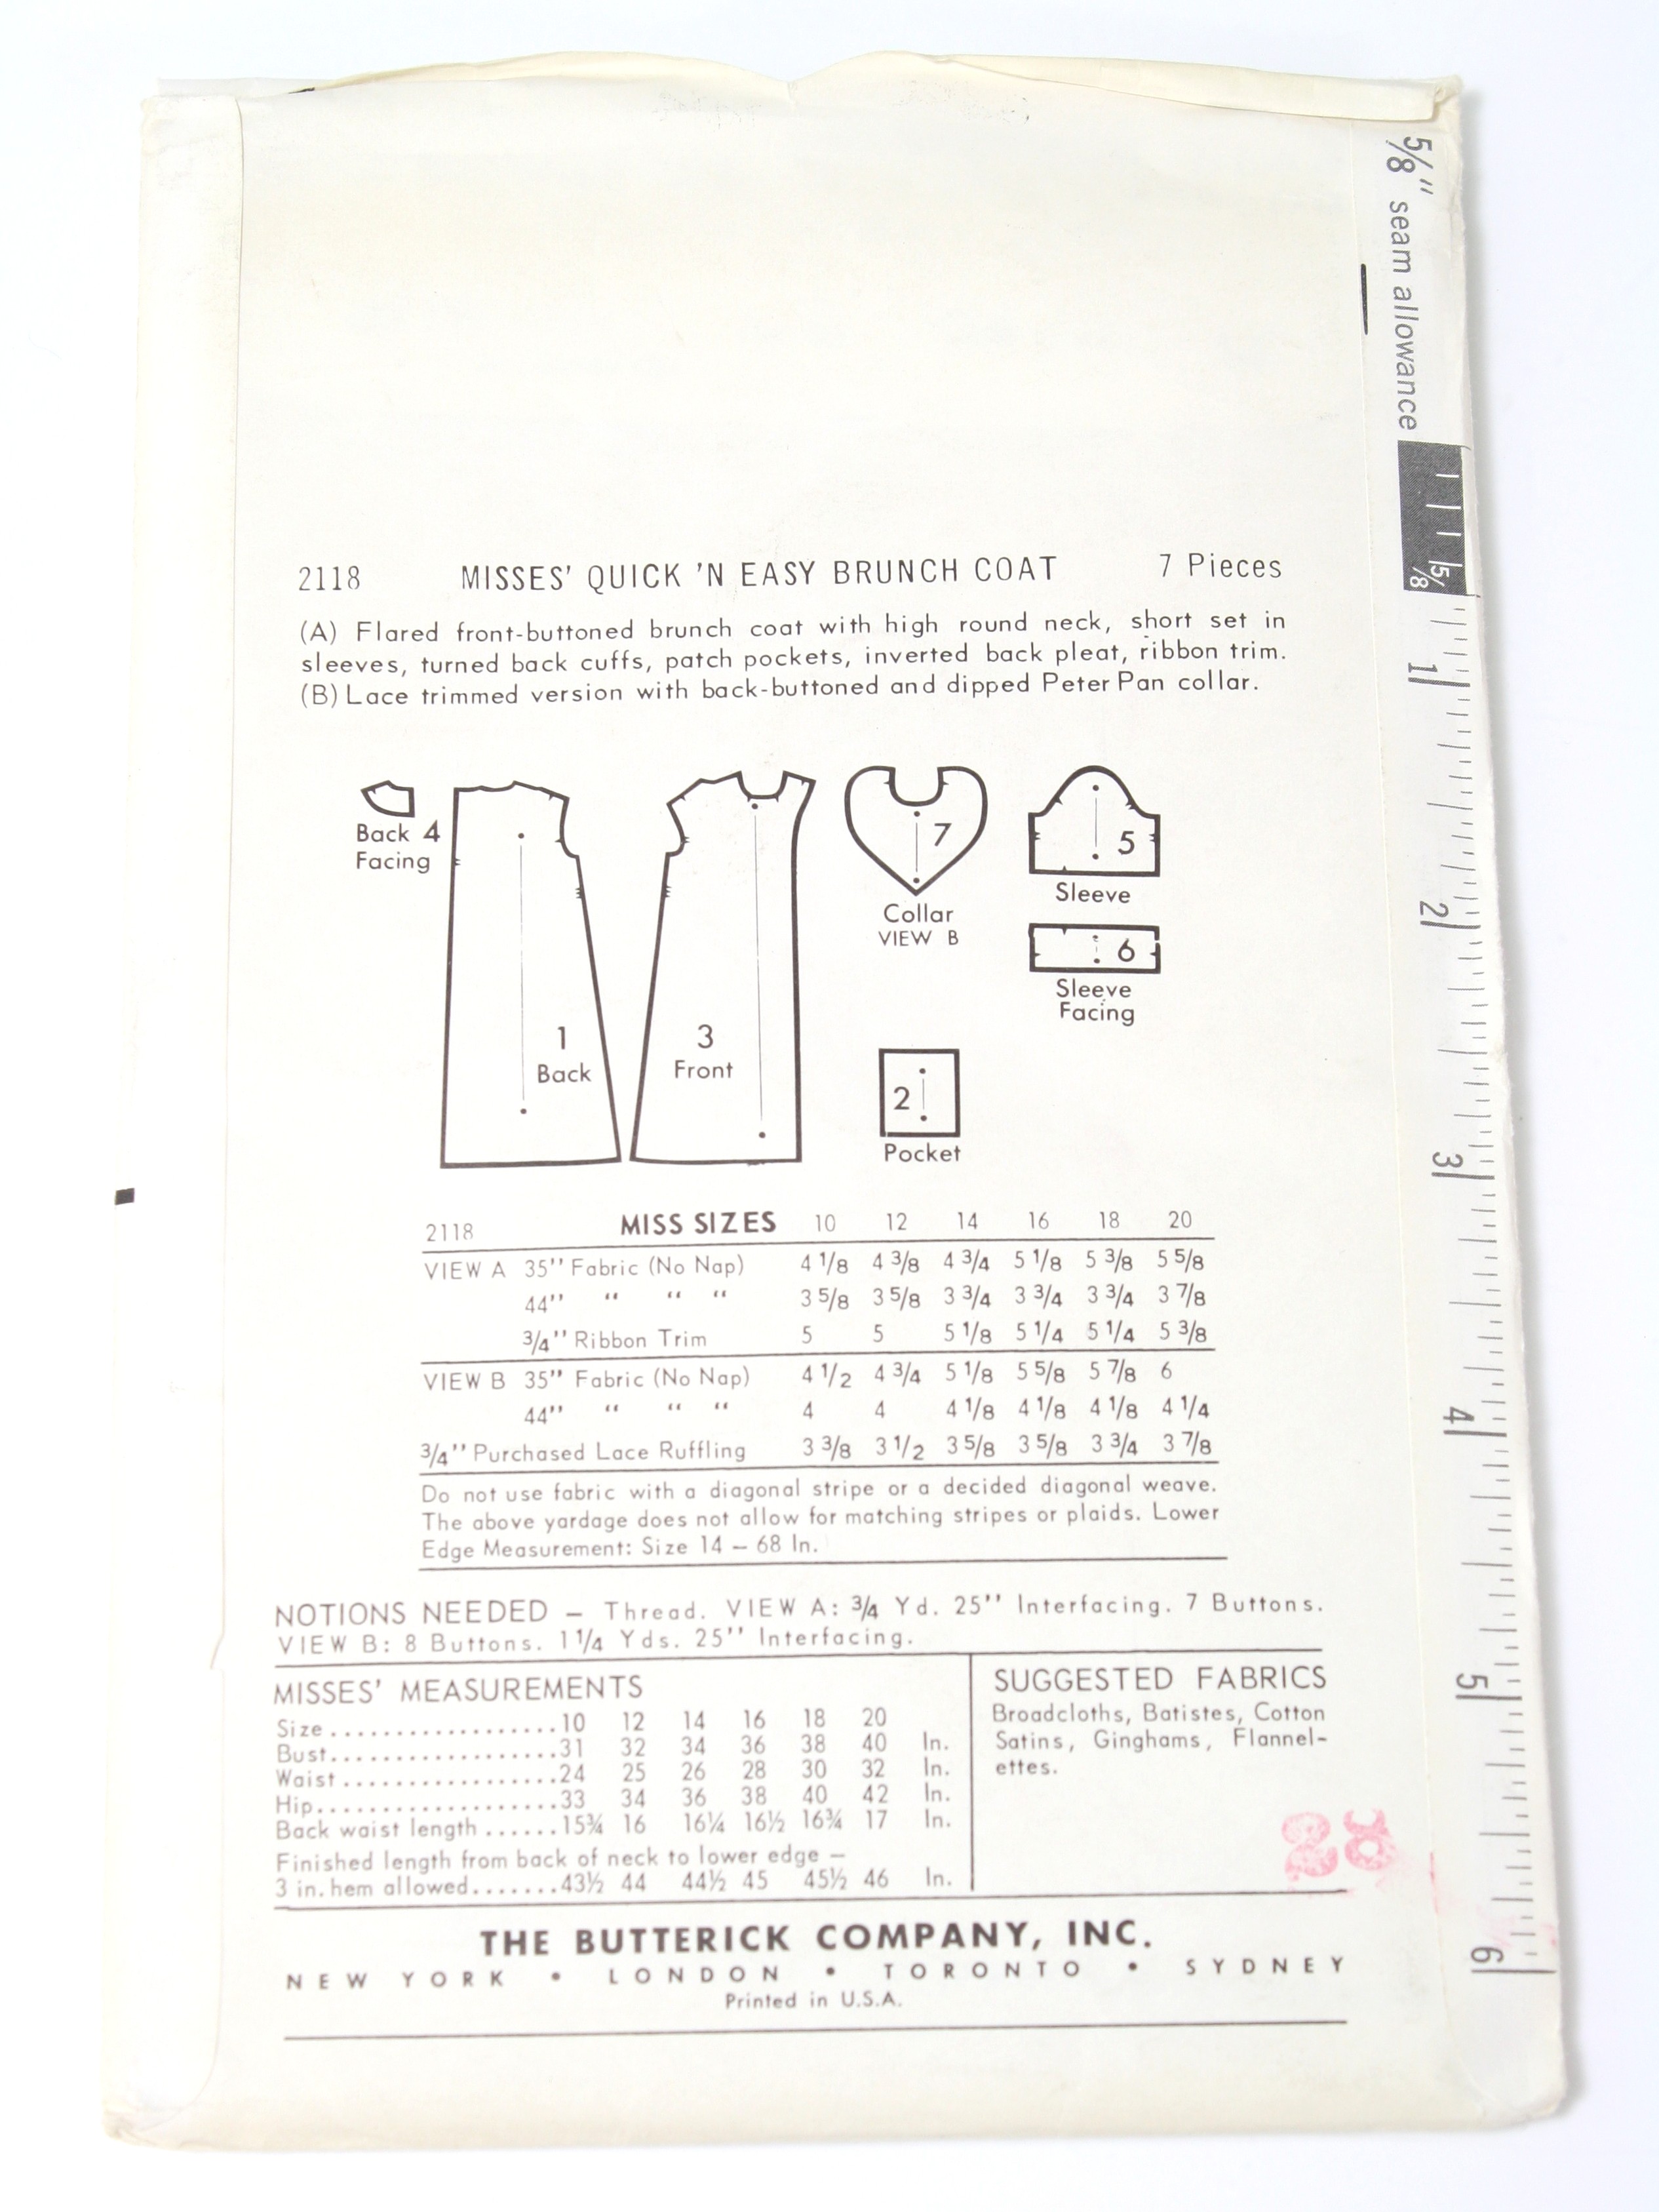 5/8" seam allowance
5/8
1
2
3
4
5
6
2118 MISSES' QUICK 'N EASY BRUNCH COAT 7 Pieces
(A) Flared front-buttoned brunch coat with high round neck, short set in
sleeves, turned back cuffs, patch pockets, inverted back pleat, ribbon trim.
(B) Lace trimmed version with back-buttoned and dipped Peter Pan collar.
Back 4
Facing
1
Back
3
Front
7
Collar
VIEW B
5
Sleeve
6
Sleeve
Facing
2
Pocket
2118 MISS SIZES 10 12 14 16 18 20
VIEW A 35'' Fabric (No Nap) 4 1/8 4 3/8 4 3/4 5 1/8 5 3/8 5 5/8
44'' “ “ “ 3 5/8 3 5/8 3 3/4 3 3/4 3 3/4 3 7/8
3/4'' Ribbon Trim 5 5 5 1/8 5 1/4 5 1/4 5 3/8
VIEW B 35'' Fabric (No Nap) 4 1/2 4 3/4 5 1/8 5 5/8 5 7/8 6
44'' “ “ “ 4 4 4 1/8 4 1/8 4 1/8 4 1/4
3/4'' Purchased Lace Ruffling 3 3/8 3 1/2 3 5/8 3 5/8 3 3/4 3 7/8
Do not use fabric with a diagonal stripe or a decided diagonal weave.
The above yardage does not allow for matching stripes or plaids. Lower
Edge Measurement: Size 14 – 68 In.
NOTIONS NEEDED – Thread. VIEW A: 3/4 Yd. 25'' Interfacing. 7 Buttons.
VIEW B: 8 Buttons. 1 1/4 Yds. 25'' Interfacing.
MISSES' MEASUREMENTS
Size..................10 12 14 16 18 20
Bust...................31 32 34 36 38 40 In.
Waist.................24 25 26 28 30 32 In.
Hip....................33 34 36 38 40 42 In.
Back waist length ......15¾ 16 16¼ 16½ 16¾ 17 In.
Finished length from back of neck to lower edge –
3 in. hem allowed.......43½ 44 44½ 45 45½ 46 In.
SUGGESTED FABRICS
Broadcloths, Batistes, Cotton
Satins, Ginghams, Flannel-
ettes.
THE BUTTERICK COMPANY, INC.
NEW YORK • LONDON • TORONTO • SYDNEY
Printed in U.S.A.